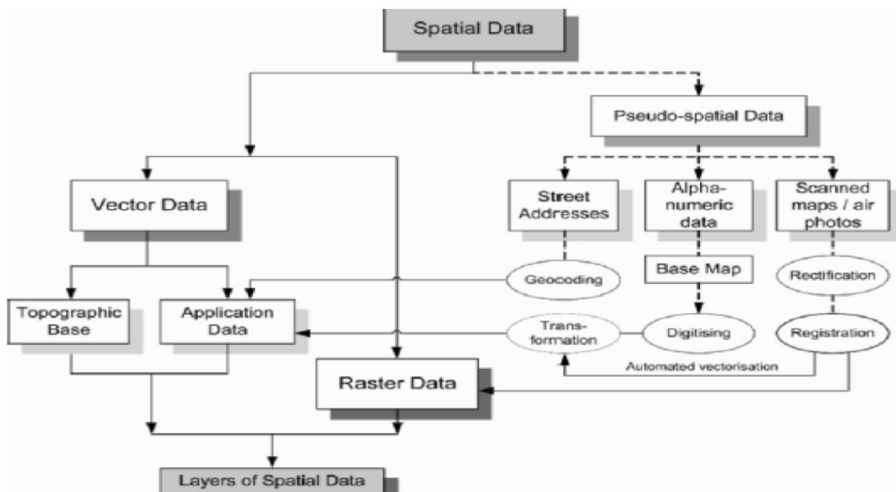 Spatial Data
Pseudo-spatial Data
Vector Data
Street
Addresses
Alpha-
numeric
data
Scanned
maps / air
photos
Geocoding
Base Map
Rectification
Topographic
Base
Application
Data
Trans-
formation
Digitising
Registration
Automated vectorisation
Raster Data
Layers of Spatial Data